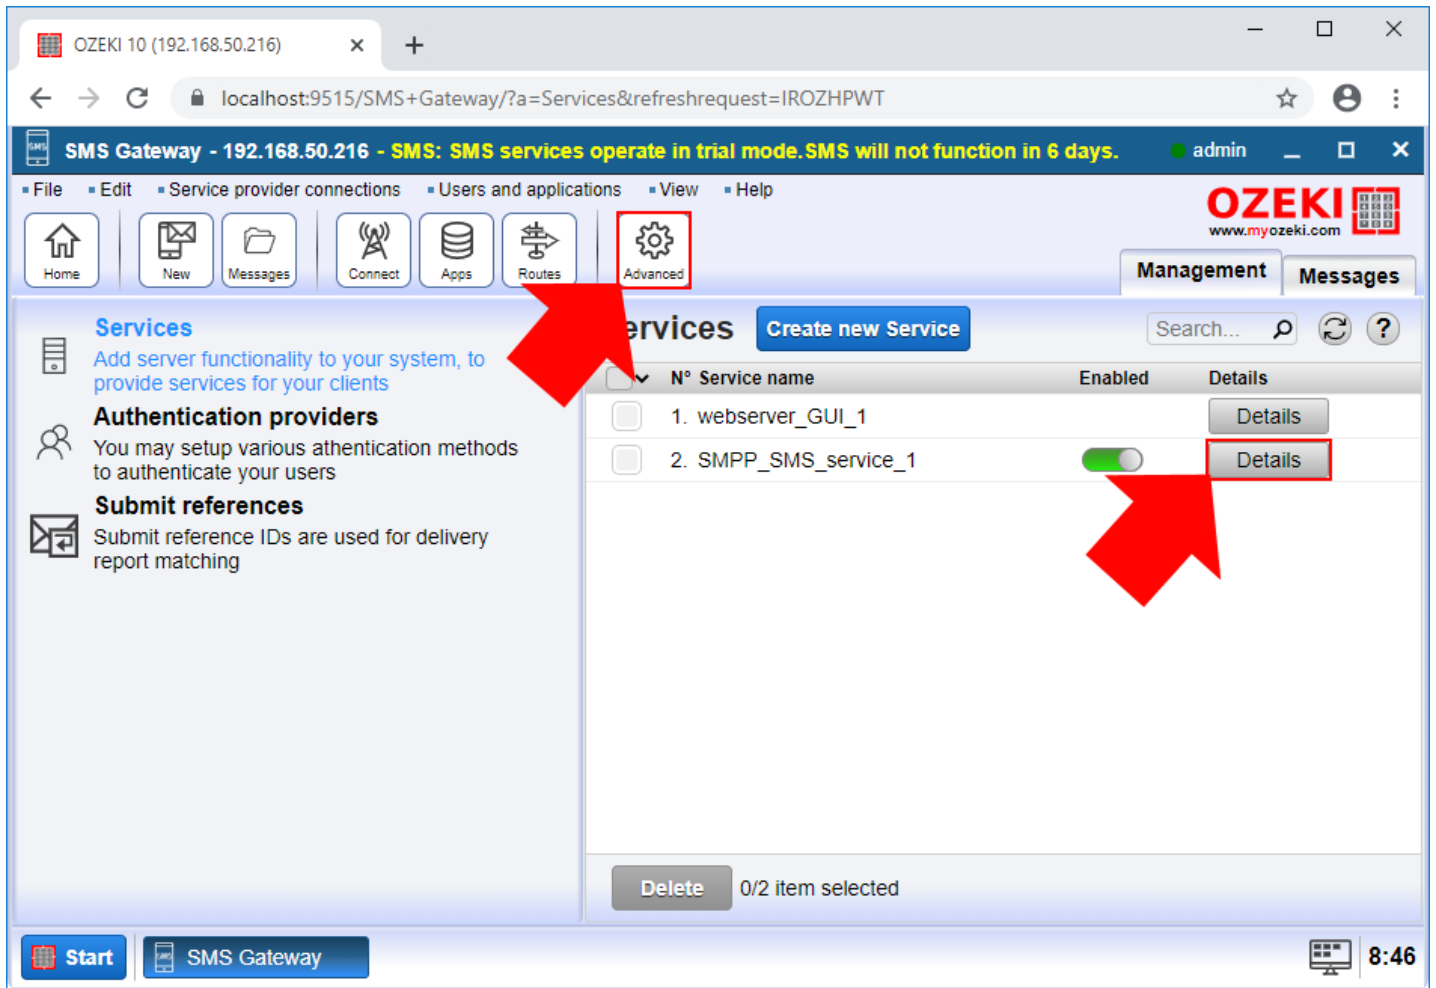 OZEKI 10 (192.168.50.216)
localhost:9515/SMS+Gateway/?a=Services&refreshrequest=IROZHPWT
SMS
SMS Gateway - 192.168.50.216 - SMS: SMS services operate in trial mode.SMS will not function in 6 days.
admin
File Edit Service provider connections Users and applications View Help
OZEKI
www.myozeki.com
Home New Messages Connect Apps Routes Advanced
Management Messages
Services
Add server functionality to your system, to
provide services for your clients
Authentication providers
You may setup various athentication methods
to authenticate your users
Submit references
Submit reference IDs are used for delivery
report matching
ervices Create new Service Search... ?
N° Service name Enabled Details
1. webserver_GUI_1 Details
2. SMPP_SMS_service_1 Details
Delete 0/2 item selected
Start SMS Gateway 8:46